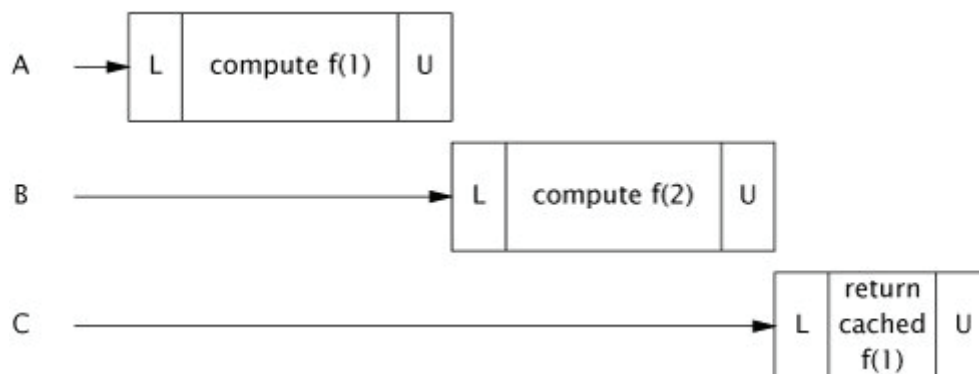 A L compute f(1) U
B L compute f(2) U
C L return cached f(1) U